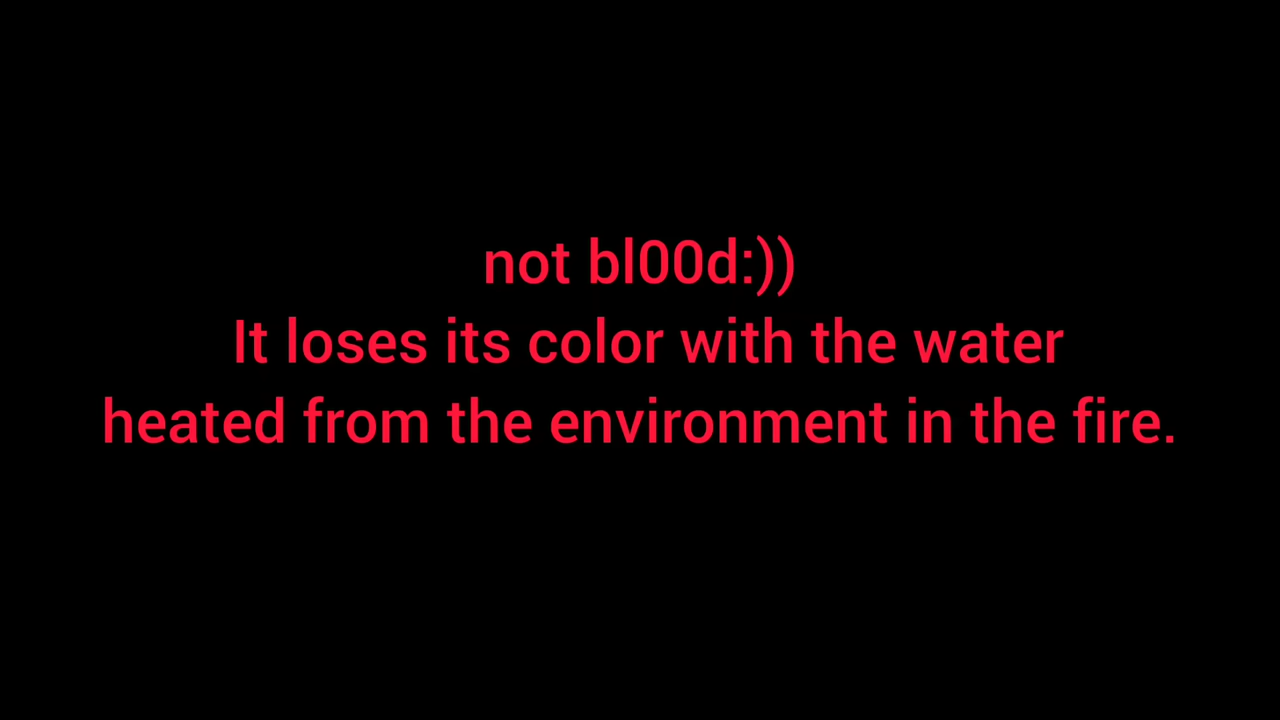 not bl00d:))
It loses its color with the water
heated from the environment in the fire.